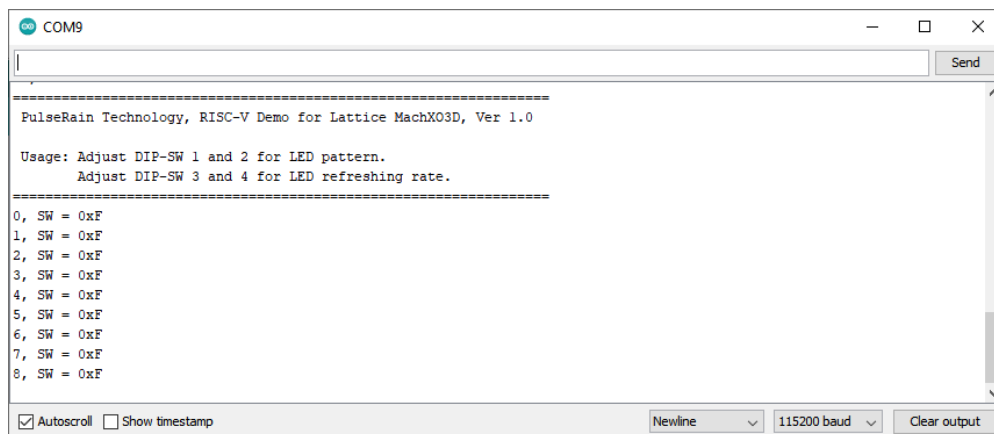 COM9
Send
==================================================================
PulseRain Technology, RISC-V Demo for Lattice MachXO3D, Ver 1.0
Usage: Adjust DIP-SW 1 and 2 for LED pattern.
Adjust DIP-SW 3 and 4 for LED refreshing rate.
==================================================================
0, SW = 0xF
1, SW = 0xF
2, SW = 0xF
3, SW = 0xF
4, SW = 0xF
5, SW = 0xF
6, SW = 0xF
7, SW = 0xF
8, SW = 0xF
Autoscroll Show timestamp Newline 115200 baud Clear output